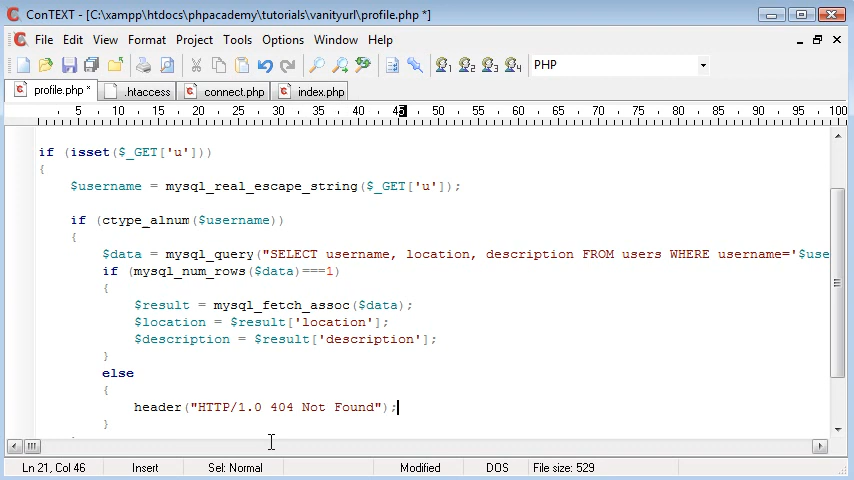 ConTEXT - [C:\xampp\htdocs\phpacademy\tutorials\vanityurl\profile.php *]
File Edit View Format Project Tools Options Window Help
1 2 3 4 PHP
profile.php * .htaccess connect.php index.php
5 10 15 20 25 30 35 40 45 50 55 60 65 70 75 80 85 90 95 100
if (isset($_GET['u']))
{
$username = mysql_real_escape_string($_GET['u']);
if (ctype_alnum($username))
{
$data = mysql_query("SELECT username, location, description FROM users WHERE username='$use
if (mysql_num_rows($data)===1)
{
$result = mysql_fetch_assoc($data);
$location = $result['location'];
$description = $result['description'];
}
else
{
header("HTTP/1.0 404 Not Found");
}
Ln 21, Col 46 Insert Sel: Normal Modified DOS File size: 529